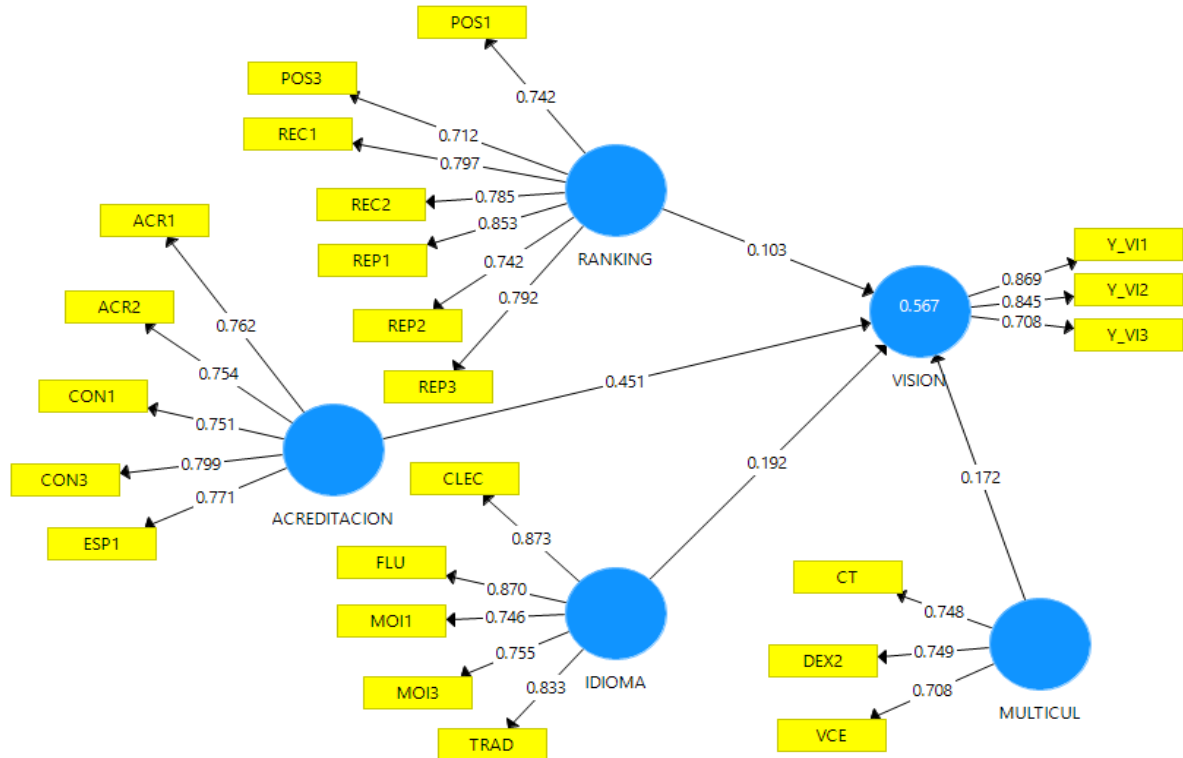 POS1
POS3
0.742
REC1
0.712
0.797
REC2
0.785
ACR1
0.853
REP1
RANKING
0.103
Y_VI1
0.742
0.869
Y_VI2
0.792
0.567
0.845
ACR2
0.708
REP2
Y_VI3
0.762
0.754
REP3
0.451
VISION
CON1
0.751
0.799
CON3
CLEC
0.192
0.172
0.771
ACREDITACION
ESP1
0.873
FLU
CT
0.870
MOI1
0.746
0.748
0.755
DEX2
0.749
MOI3
0.833
IDIOMA
0.708
MULTICUL
TRAD
VCE